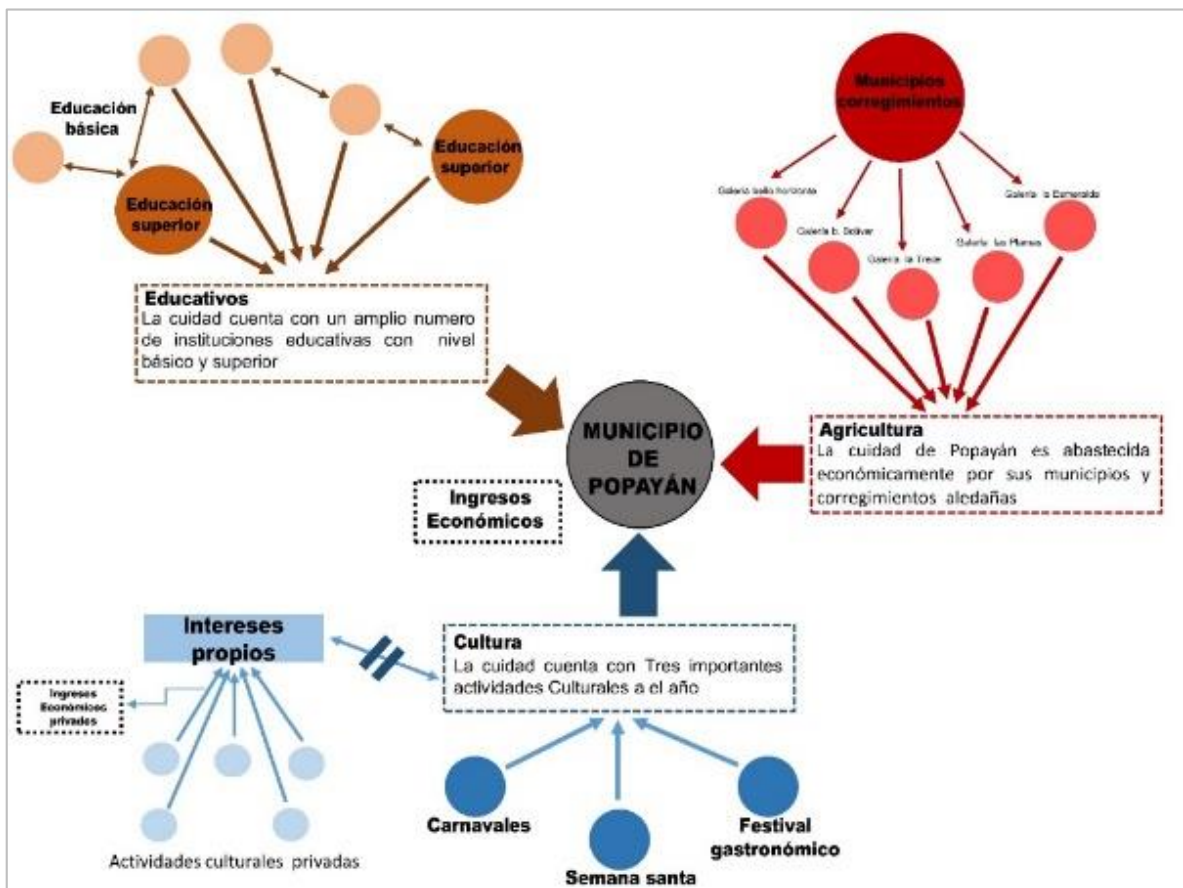 Educación
básica
Educación
superior
Educación
superior
Educativos
La cuidad cuenta con un amplio numero
de instituciones educativas con nivel
básico y superior
Municipios
corregimientos
Galería bello horizonte
Galería b. Bolívar
Galería la Trece
Galería las Palmas
Galería la Esmeralda
Agricultura
La cuidad de Popayán es abastecida
económicamente por sus municipios y
corregimientos aledañas
MUNICIPIO
DE
POPAYÁN
Ingresos
Económicos
Intereses
propios
Ingresos
Económicos
privados
Actividades culturales privadas
Cultura
La cuidad cuenta con Tres importantes
actividades Culturales a el año
Carnavales
Semana santa
Festival
gastronómico